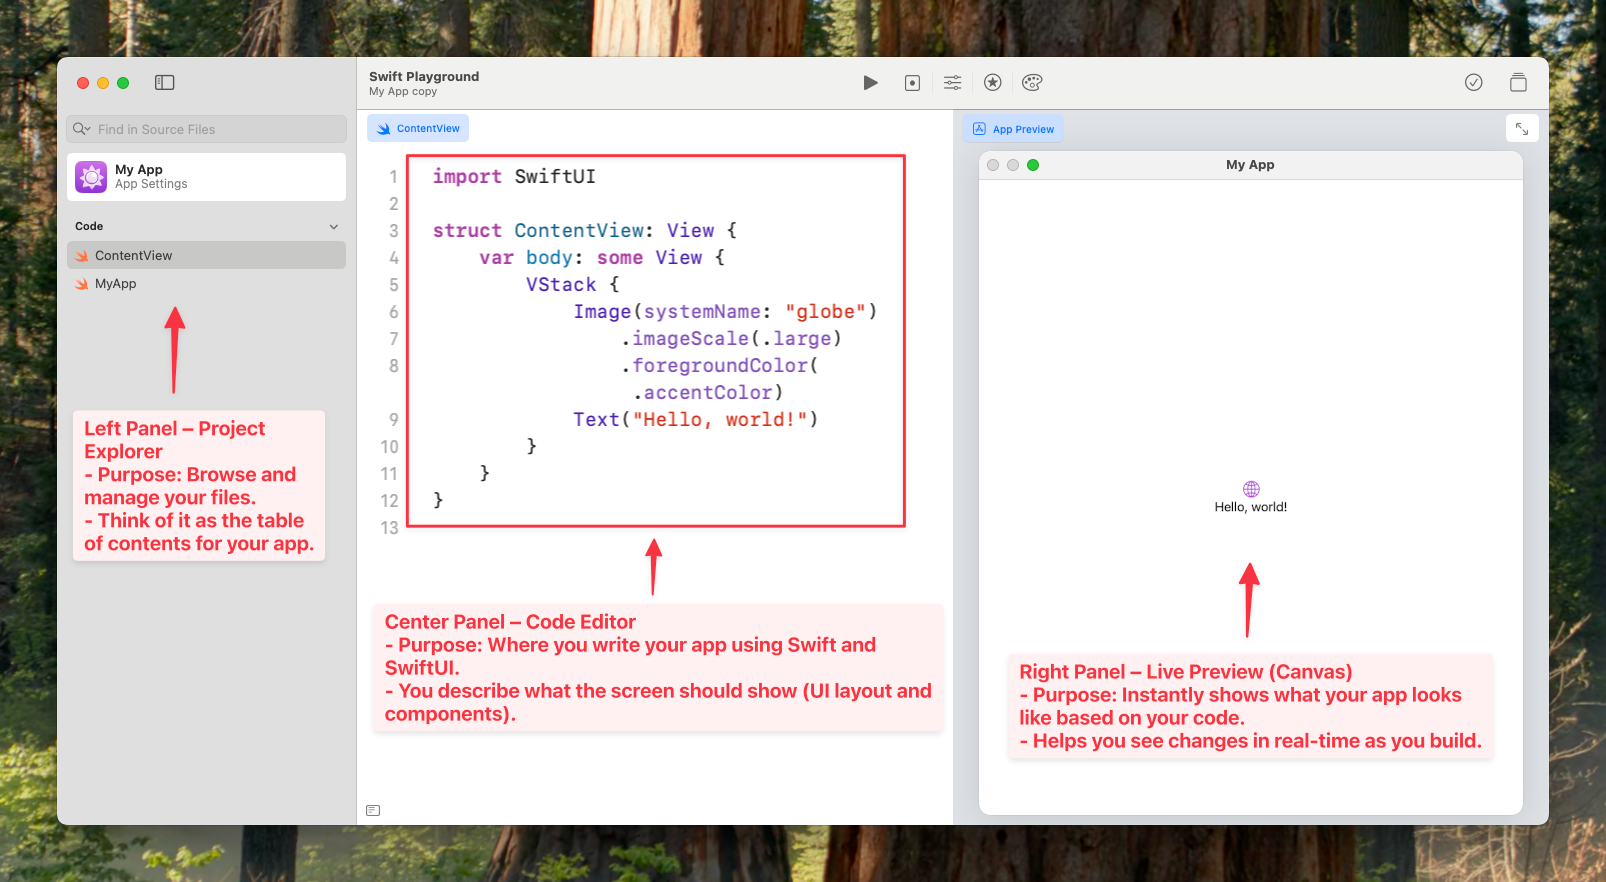 Swift Playground
My App copy
Find in Source Files
My App
App Settings
Code
ContentView
MyApp
Left Panel – Project
Explorer
- Purpose: Browse and
manage your files.
- Think of it as the table
of contents for your app.
ContentView
1 import SwiftUI
2
3 struct ContentView: View {
4 var body: some View {
5 VStack {
6 Image(systemName: "globe")
7 .imageScale(.large)
8 .foregroundColor(
.accentColor)
9 Text("Hello, world!")
10 }
11 }
12 }
13
Center Panel – Code Editor
- Purpose: Where you write your app using Swift and
SwiftUI.
- You describe what the screen should show (UI layout and
components).
App Preview
My App
Hello, world!
Right Panel – Live Preview (Canvas)
- Purpose: Instantly shows what your app looks
like based on your code.
- Helps you see changes in real-time as you build.